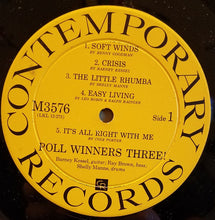 CONTEMPORARY
1. SOFT WINDS
BY BENNY GOODMAN
2. CRISIS
BY BARNEY KESSEL
3. THE LITTLE RHUMBA
BY SHELLY MANNE
4. EASY LIVING
BY LEO ROBIN & RALPH RAINGER
M3576
Side 1
5. IT'S ALL RIGHT WITH ME
BY COLE PORTER
POLL WINNERS THREE!
Barney Kessel, guitar, Ray Brown, bass,
Shelly Manne, drums
RECORDS